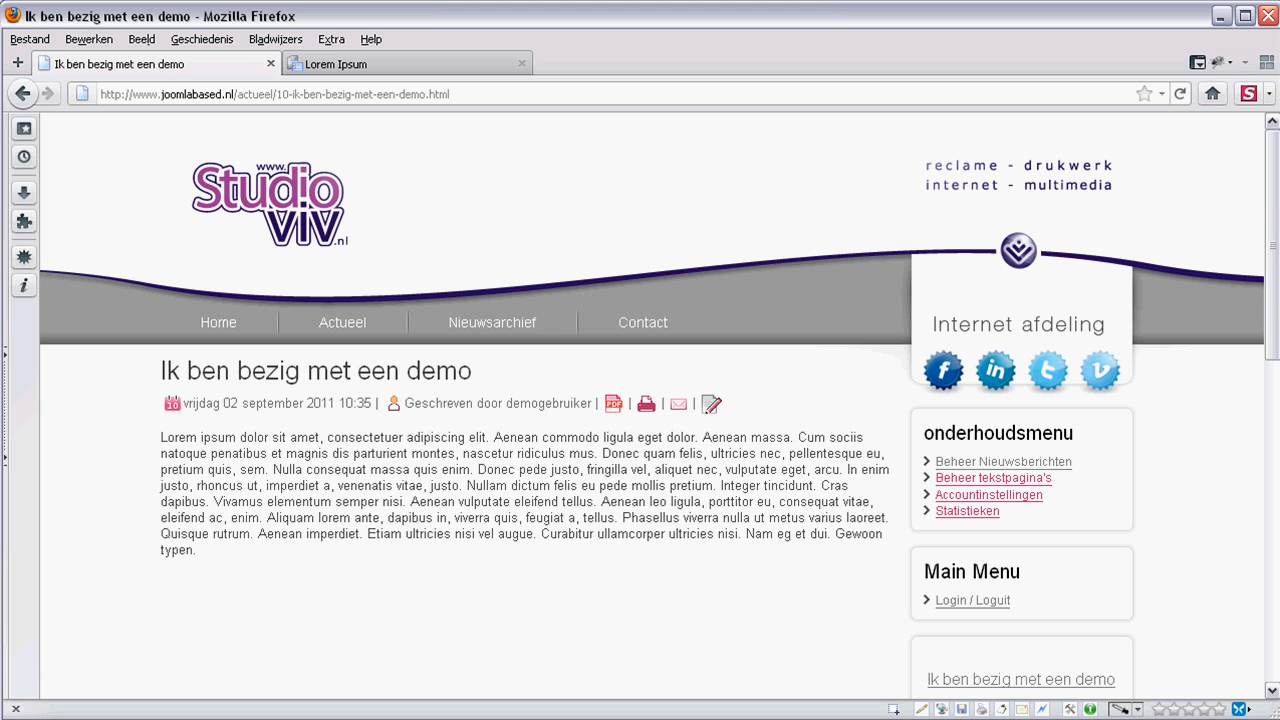 Ik ben bezig met een demo - Mozilla Firefox
Bestand Bewerken Beeld Geschiedenis Bladwijzers Extra Help
Ik ben bezig met een demo Lorem Ipsum
http://www.joomlabased.nl/actueel/10-ik-ben-bezig-met-een-demo.html
www.
Studio
VIV.nl
reclame - drukwerk
internet - multimedia
Home Actueel Nieuwsarchief Contact
Internet afdeling
Ik ben bezig met een demo
vrijdag 02 september 2011 10:35 | Geschreven door demogebruiker | PDF | | |
Lorem ipsum dolor sit amet, consectetuer adipiscing elit. Aenean commodo ligula eget dolor. Aenean massa. Cum sociis
natoque penatibus et magnis dis parturient montes, nascetur ridiculus mus. Donec quam felis, ultricies nec, pellentesque eu,
pretium quis, sem. Nulla consequat massa quis enim. Donec pede justo, fringilla vel, aliquet nec, vulputate eget, arcu. In enim
justo, rhoncus ut, imperdiet a, venenatis vitae, justo. Nullam dictum felis eu pede mollis pretium. Integer tincidunt. Cras
dapibus. Vivamus elementum semper nisi. Aenean vulputate eleifend tellus. Aenean leo ligula, porttitor eu, consequat vitae,
eleifend ac, enim. Aliquam lorem ante, dapibus in, viverra quis, feugiat a, tellus. Phasellus viverra nulla ut metus varius laoreet.
Quisque rutrum. Aenean imperdiet. Etiam ultricies nisi vel augue. Curabitur ullamcorper ultricies nisi. Nam eg et dui. Gewoon
typen.
onderhoudsmenu
Beheer Nieuwsberichten
Beheer tekstpagina's
Accountinstellingen
Statistieken
Main Menu
Login / Loguit
Ik ben bezig met een demo